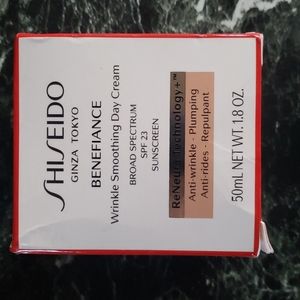 SHISEIDO
GINZA TOKYO
BENEFIANCE
Wrinkle Smoothing Day Cream
BROAD SPECTRUM
SPF 23
SUNSCREEN
ReNeura Technology+™
Anti-wrinkle · Plumping
Anti-rides · Repulpant
50mL NET WT. 1.8 OZ.